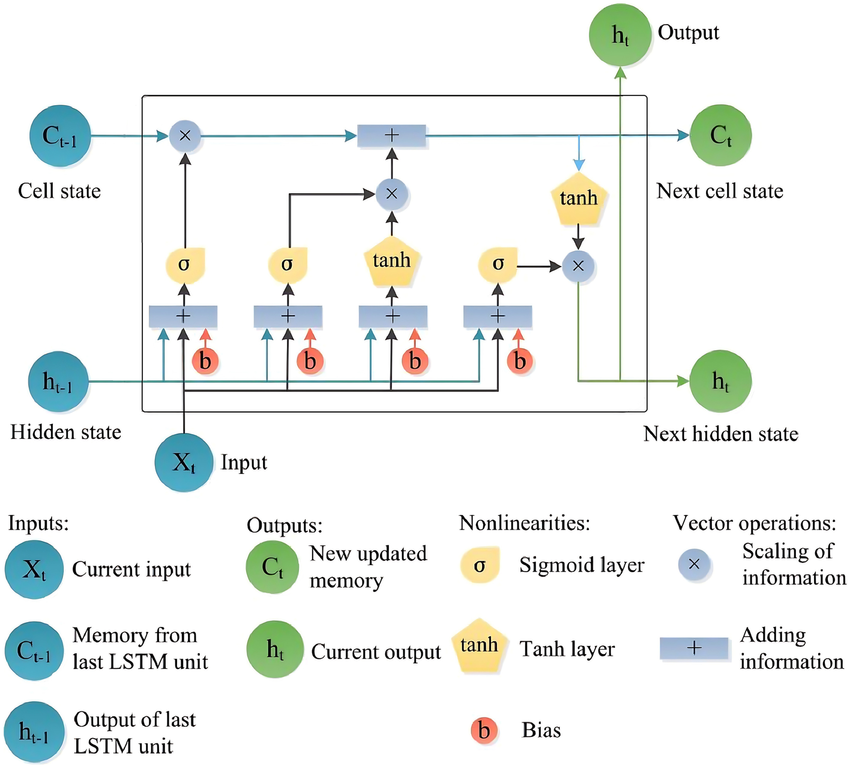 hₜ Output
Cₜ₋₁ × + Cₜ
Cell state × tanh Next cell state
σ σ tanh σ ×
+ + + +
b b b b
hₜ₋₁ hₜ
Hidden state Next hidden state
Xₜ Input
Inputs: Outputs: Nonlinearities: Vector operations:
Xₜ Current input
Cₜ₋₁ Memory from
last LSTM unit
hₜ₋₁ Output of last
LSTM unit
Cₜ New updated
memory
hₜ Current output
σ Sigmoid layer
tanh Tanh layer
b Bias
× Scaling of
information
+ Adding
information